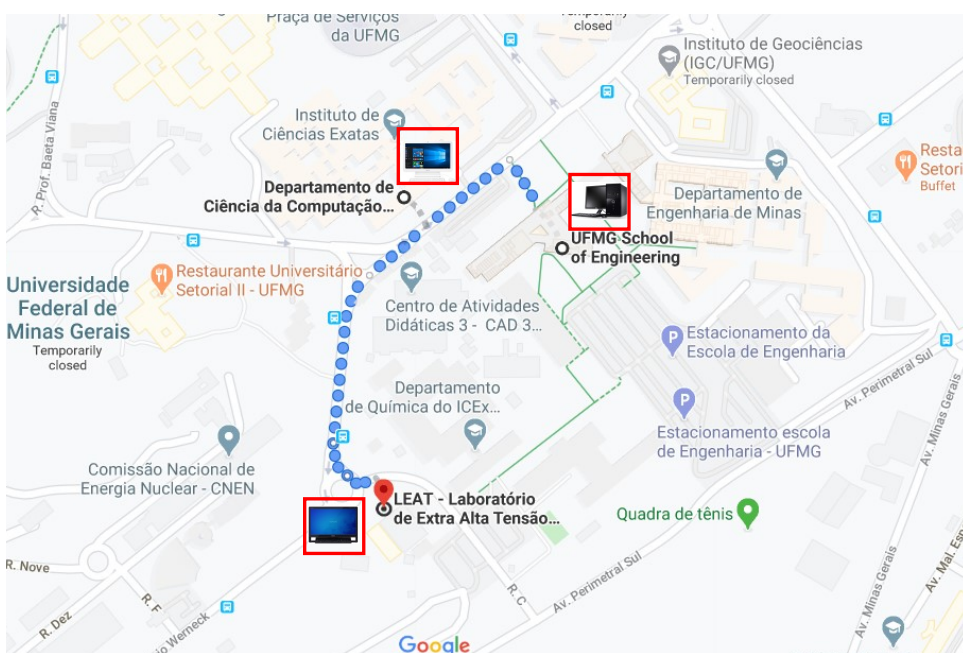 Praça de Serviços
da UFMG
closed
Instituto de Geociências
(IGC/UFMG)
Temporarily closed
Instituto de
Ciências Exatas
R. Prof. Baeta Viana
Departamento de
Ciência da Computação...
Departamento de
Engenharia de Minas
Resta
Setori
Buffet
UFMG School
of Engineering
Universidade
Federal de
Minas Gerais
Temporarily
closed
Restaurante Universitário
Setorial II - UFMG
Centro de Atividades
Didáticas 3 - CAD 3...
Estacionamento da
Escola de Engenharia
Av. Perimetral Sul
Departamento
de Química do ICEx...
Estacionamento escola
de Engenharia - UFMG
Av. Minas Gerais
Comissão Nacional de
Energia Nuclear - CNEN
LEAT - Laboratório
de Extra Alta Tensão...
Quadra de tênis
R. Nove
R. Dez
R. F
Werneck
R. C
Av. Perimetral Sul
Av. Minas Gerais
Av. Mal. Esp
Google